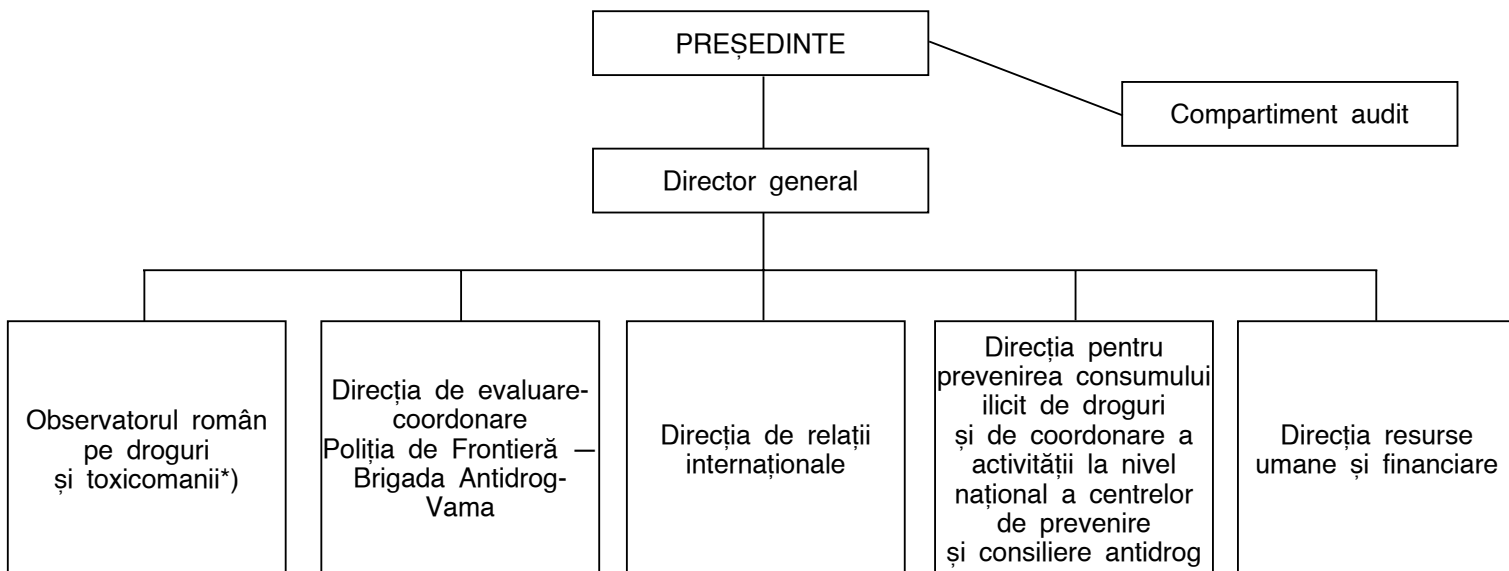 PREȘEDINTE
Compartiment audit
Director general
Observatorul român
pe droguri
și toxicomanii*)
Direcția de evaluare-
coordonare
Poliția de Frontieră —
Brigada Antidrog-
Vama
Direcția de relații
internaționale
Direcția pentru
prevenirea consumului
ilicit de droguri
și de coordonare a
activității la nivel
național a centrelor
de prevenire
și consiliere antidrog
Direcția resurse
umane și financiare